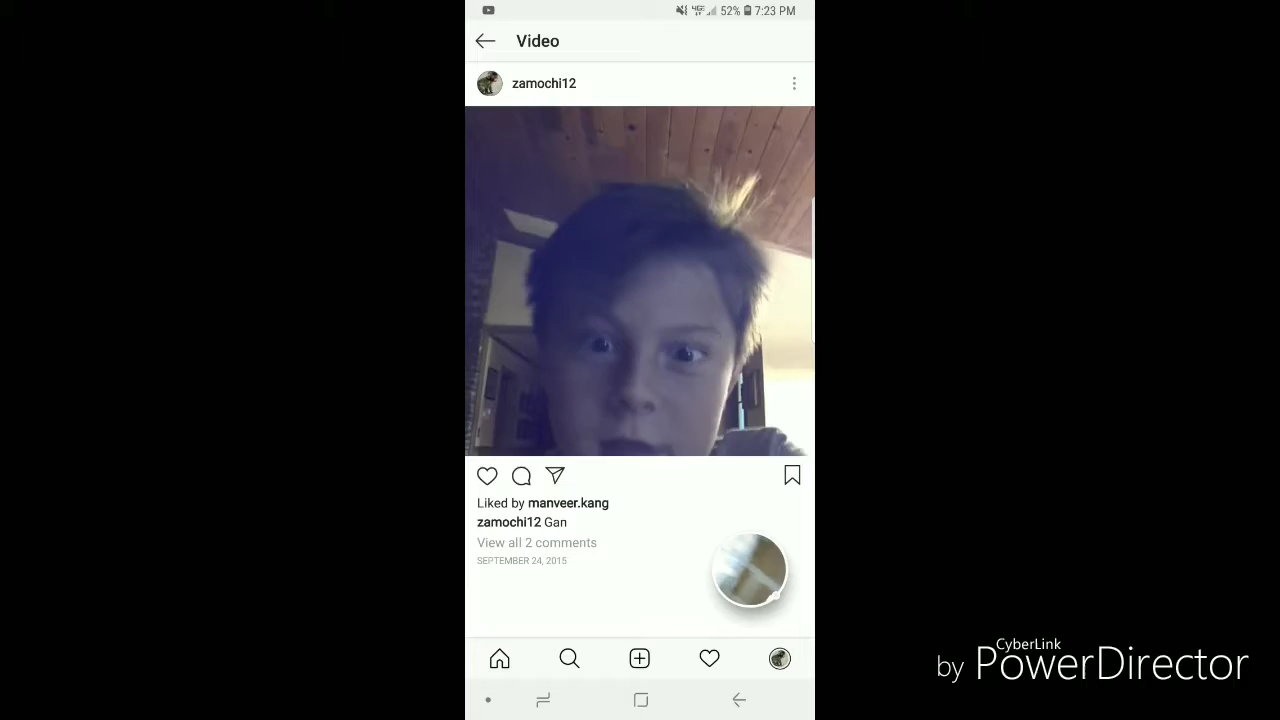 52% 7:23 PM
Video
zamochi12
Liked by manveer.kang
zamochi12 Gan
View all 2 comments
SEPTEMBER 24, 2015
CyberLink
by PowerDirector